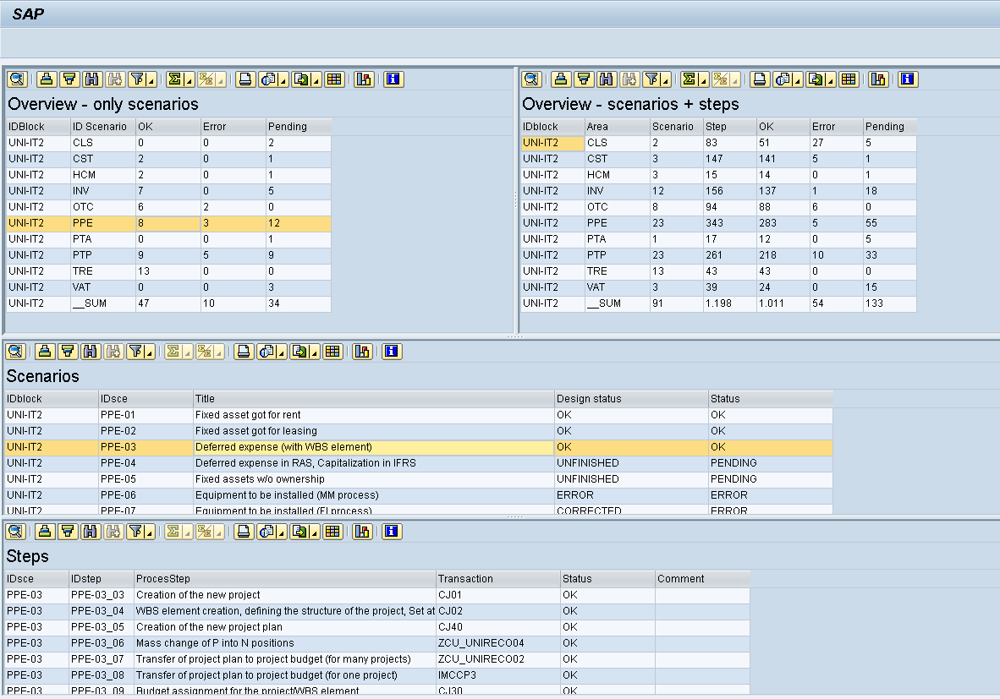 SAP
Overview - only scenarios
IDBlock ID Scenario OK Error Pending
UNI-IT2 CLS 0 0 2
UNI-IT2 CST 2 0 1
UNI-IT2 HCM 2 0 1
UNI-IT2 INV 7 0 5
UNI-IT2 OTC 6 2 0
UNI-IT2 PPE 8 3 12
UNI-IT2 PTA 0 0 1
UNI-IT2 PTP 9 5 9
UNI-IT2 TRE 13 0 0
UNI-IT2 VAT 0 0 3
UNI-IT2 __SUM 47 10 34
Overview - scenarios + steps
IDblock Area Scenario Step OK Error Pending
UNI-IT2 CLS 2 83 51 27 5
UNI-IT2 CST 3 147 141 5 1
UNI-IT2 HCM 3 15 14 0 1
UNI-IT2 INV 12 156 137 1 18
UNI-IT2 OTC 8 94 88 6 0
UNI-IT2 PPE 23 343 283 5 55
UNI-IT2 PTA 1 17 12 0 5
UNI-IT2 PTP 23 261 218 10 33
UNI-IT2 TRE 13 43 43 0 0
UNI-IT2 VAT 3 39 24 0 15
UNI-IT2 __SUM 91 1.198 1.011 54 133
Scenarios
IDblock IDsce Title Design status Status
UNI-IT2 PPE-01 Fixed asset got for rent OK OK
UNI-IT2 PPE-02 Fixed asset got for leasing OK OK
UNI-IT2 PPE-03 Deferred expense (with WBS element) OK OK
UNI-IT2 PPE-04 Deferred expense in RAS, Capitalization in IFRS UNFINISHED PENDING
UNI-IT2 PPE-05 Fixed assets w/o ownership UNFINISHED PENDING
UNI-IT2 PPE-06 Equipment to be installed (MM process) ERROR ERROR
UNI-IT2 PPE-07 Equipment to be installed (FI process) CORRECTED ERROR
Steps
IDsce IDstep ProcesStep Transaction Status Comment
PPE-03 PPE-03_03 Creation of the new project CJ01 OK
PPE-03 PPE-03_04 WBS element creation, defining the structure of the project, Set at CJ02 OK
PPE-03 PPE-03_05 Creation of the new project plan CJ40 OK
PPE-03 PPE-03_06 Mass change of P into N positions ZCU_UNIRECO04 OK
PPE-03 PPE-03_07 Transfer of project plan to project budget (for many projects) ZCU_UNIRECO02 OK
PPE-03 PPE-03_08 Transfer of project plan to project budget (for one project) IMCCP3 OK
PPE-03 PPE-03_09 Budget assignment for the project/WBS element CJ30 OK